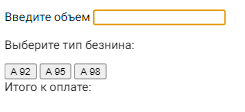 Введите объем
Выберите тип безнина:
А 92 А 95 А 98
Итого к оплате: